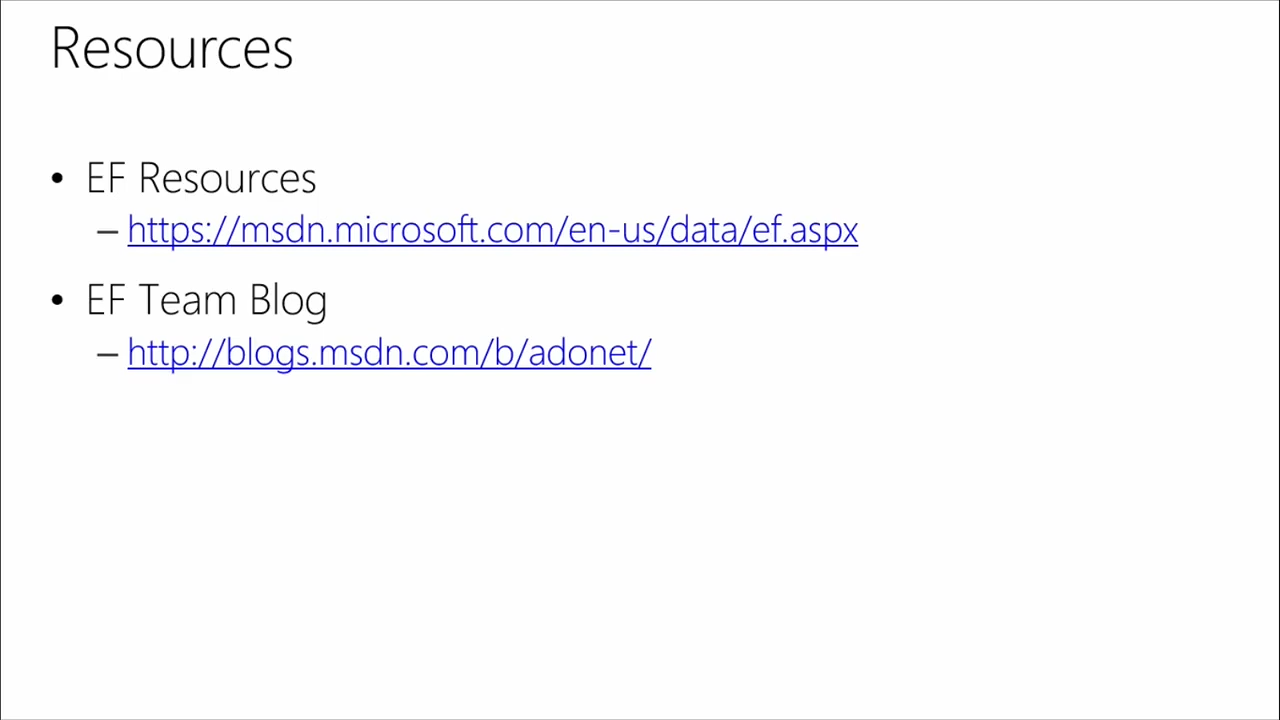 Resources
• EF Resources
– https://msdn.microsoft.com/en-us/data/ef.aspx
• EF Team Blog
– http://blogs.msdn.com/b/adonet/